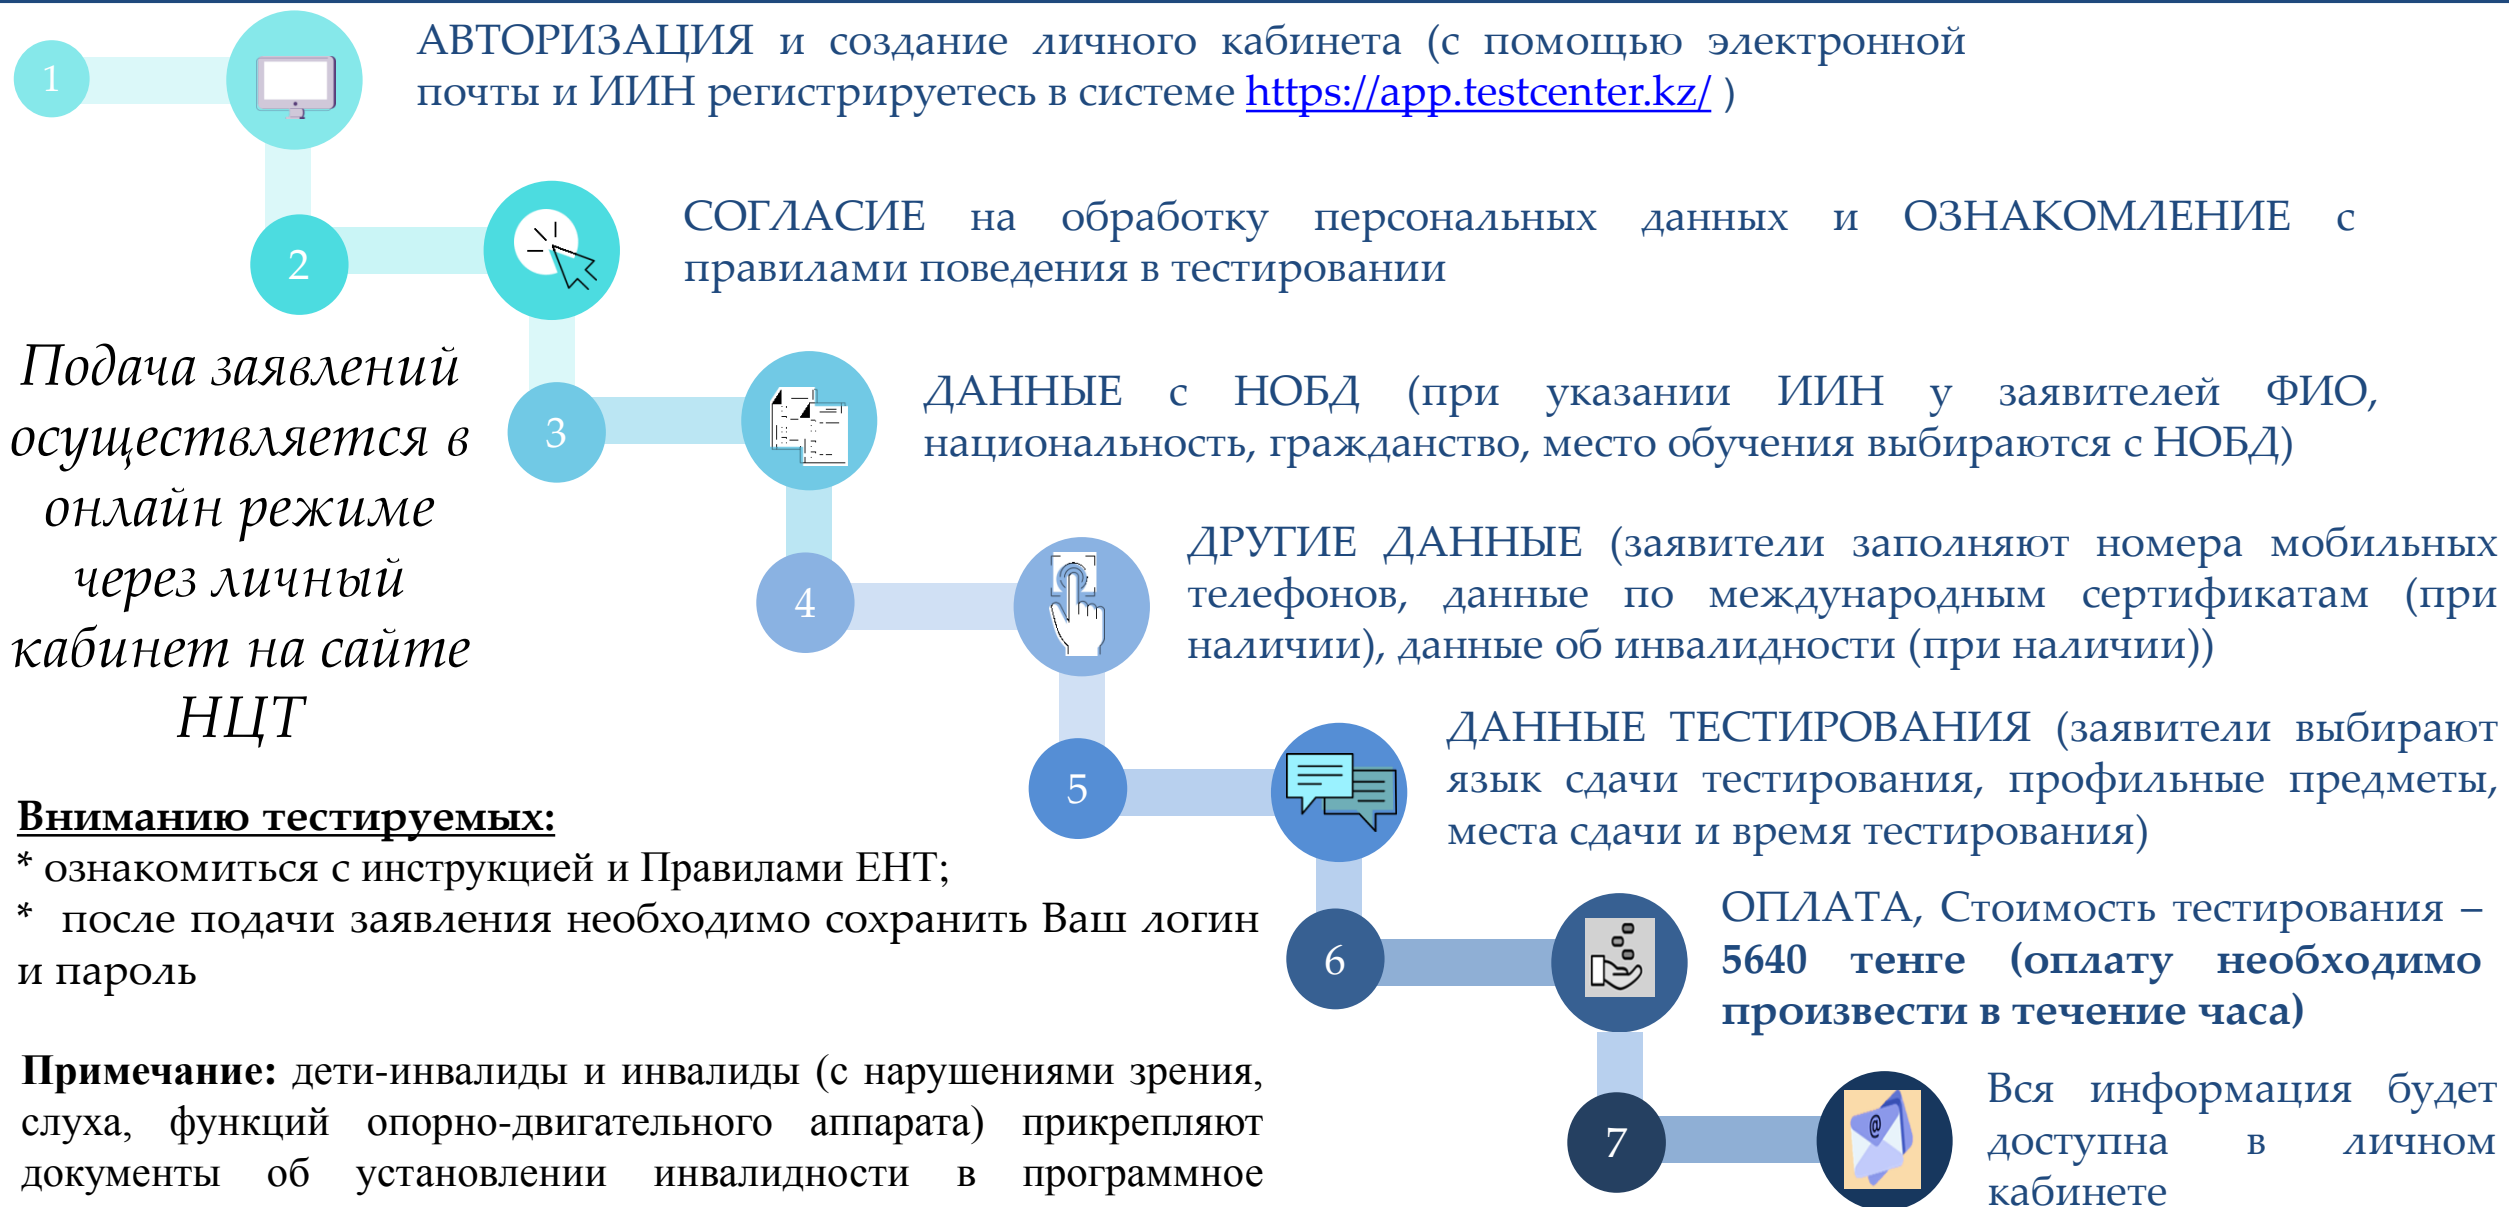 1
АВТОРИЗАЦИЯ и создание личного кабинета (с помощью электронной
почты и ИИН регистрируетесь в системе https://app.testcenter.kz/ )
2
СОГЛАСИЕ на обработку персональных данных и ОЗНАКОМЛЕНИЕ с
правилами поведения в тестировании
3
ДАННЫЕ с НОБД (при указании ИИН у заявителей ФИО,
национальность, гражданство, место обучения выбираются с НОБД)
4
ДРУГИЕ ДАННЫЕ (заявители заполняют номера мобильных
телефонов, данные по международным сертификатам (при
наличии), данные об инвалидности (при наличии))
5
ДАННЫЕ ТЕСТИРОВАНИЯ (заявители выбирают
язык сдачи тестирования, профильные предметы,
места сдачи и время тестирования)
6
ОПЛАТА, Стоимость тестирования –
5640 тенге (оплату необходимо
произвести в течение часа)
7
@
Вся информация будет
доступна в личном
кабинете
Подача заявлений
осуществляется в
онлайн режиме
через личный
кабинет на сайте
НЦТ
Вниманию тестируемых:
* ознакомиться с инструкцией и Правилами ЕНТ;
* после подачи заявления необходимо сохранить Ваш логин
и пароль
Примечание: дети-инвалиды и инвалиды (с нарушениями зрения,
слуха, функций опорно-двигательного аппарата) прикрепляют
документы об установлении инвалидности в программное